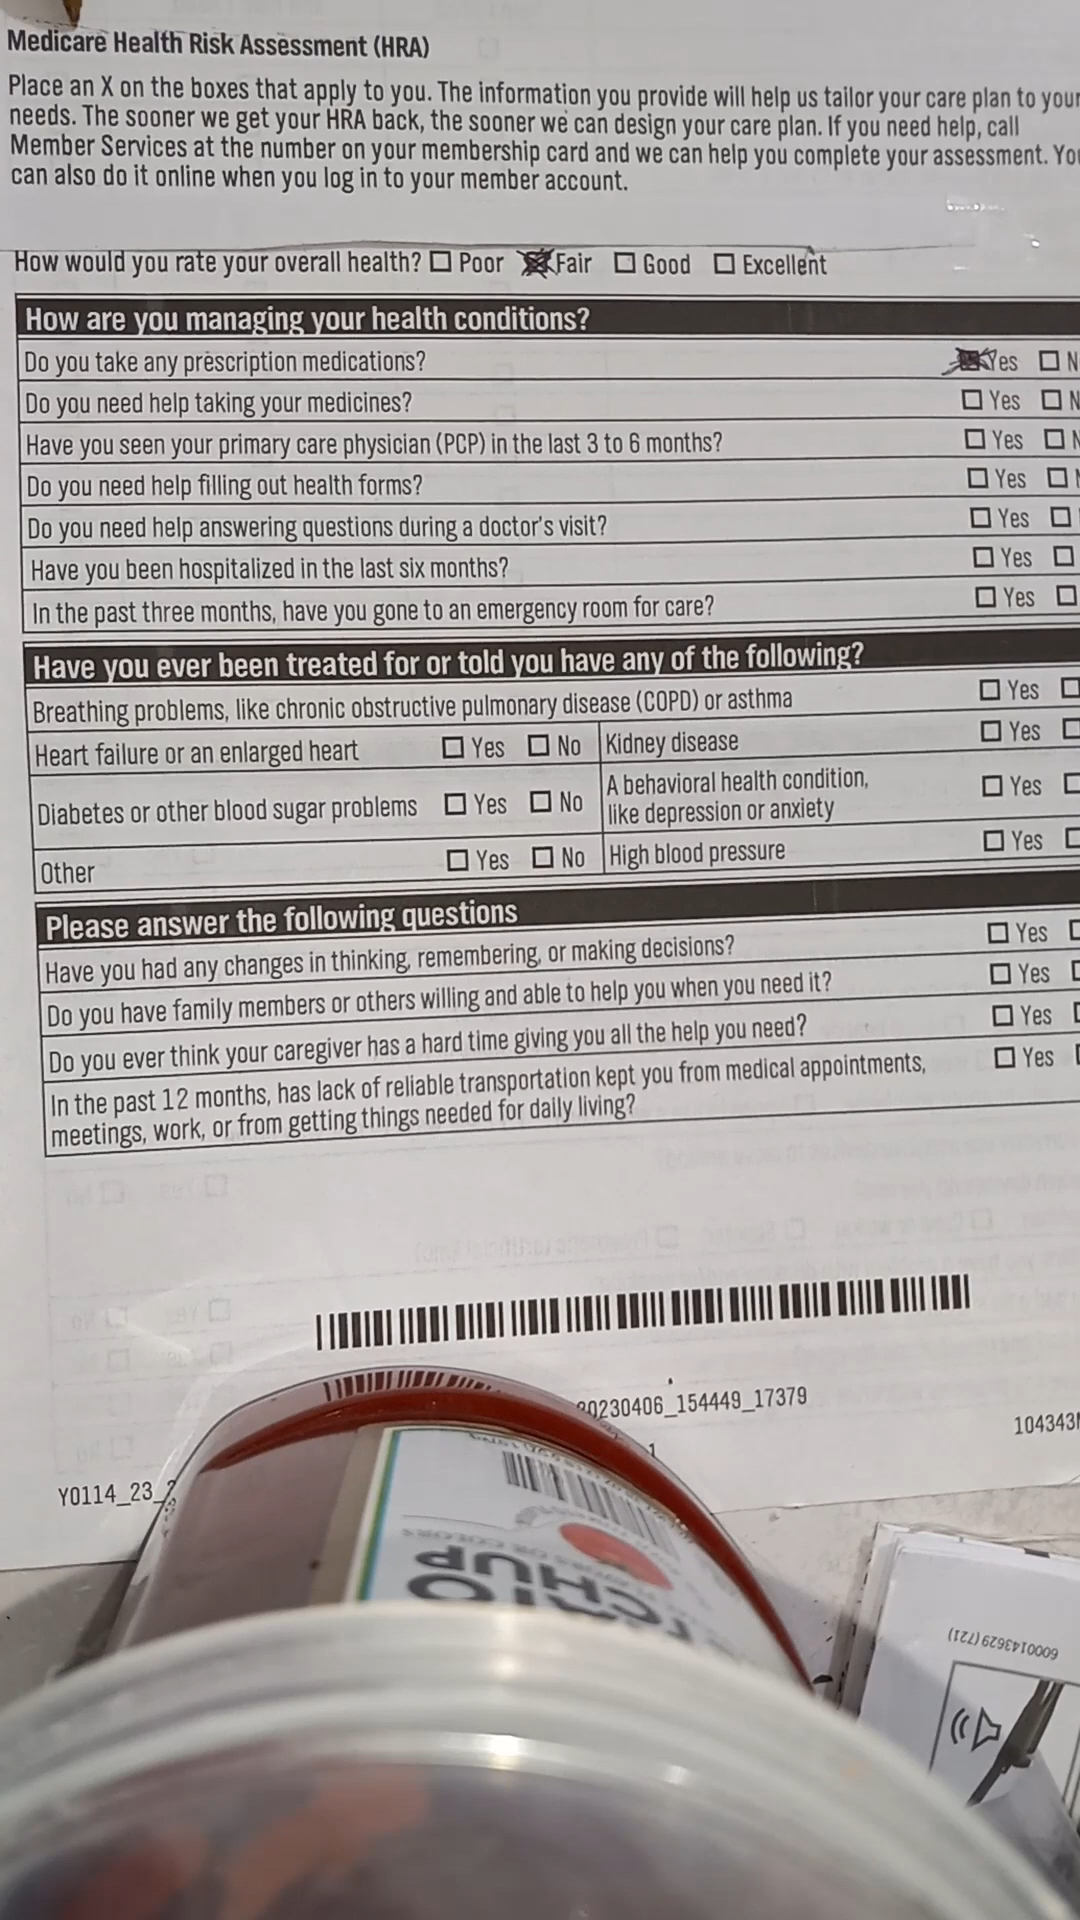 Medicare Health Risk Assessment (HRA)
Place an X on the boxes that apply to you. The information you provide will help us tailor your care plan to your
needs. The sooner we get your HRA back, the sooner we can design your care plan. If you need help, call
Member Services at the number on your membership card and we can help you complete your assessment.
can also do it online when you log in to your member account.
How would you rate your overall health? ☐ Poor ☒ Fair ☐ Good ☐ Excellent
How are you managing your health conditions?
Do you take any prescription medications? ☒ Yes ☐ N
Do you need help taking your medicines? ☐ Yes ☐ N
Have you seen your primary care physician (PCP) in the last 3 to 6 months? ☐ Yes ☐ N
Do you need help filling out health forms? ☐ Yes ☐
Do you need help answering questions during a doctor's visit? ☐ Yes ☐
Have you been hospitalized in the last six months? ☐ Yes ☐
In the past three months, have you gone to an emergency room for care? ☐ Yes ☐
Have you ever been treated for or told you have any of the following?
Breathing problems, like chronic obstructive pulmonary disease (COPD) or asthma ☐ Yes ☐
Heart failure or an enlarged heart ☐ Yes ☐ No Kidney disease ☐ Yes ☐
Diabetes or other blood sugar problems ☐ Yes ☐ No A behavioral health condition,
like depression or anxiety ☐ Yes ☐
Other ☐ Yes ☐ No High blood pressure ☐ Yes ☐
Please answer the following questions
Have you had any changes in thinking, remembering, or making decisions? ☐ Yes ☐
Do you have family members or others willing and able to help you when you need it? ☐ Yes ☐
Do you ever think your caregiver has a hard time giving you all the help you need? ☐ Yes ☐
In the past 12 months, has lack of reliable transportation kept you from medical appointments, ☐ Yes ☐
meetings, work, or from getting things needed for daily living?
20230406_154449_17379
1
104343
Y0114_23_
6000143629 (721)